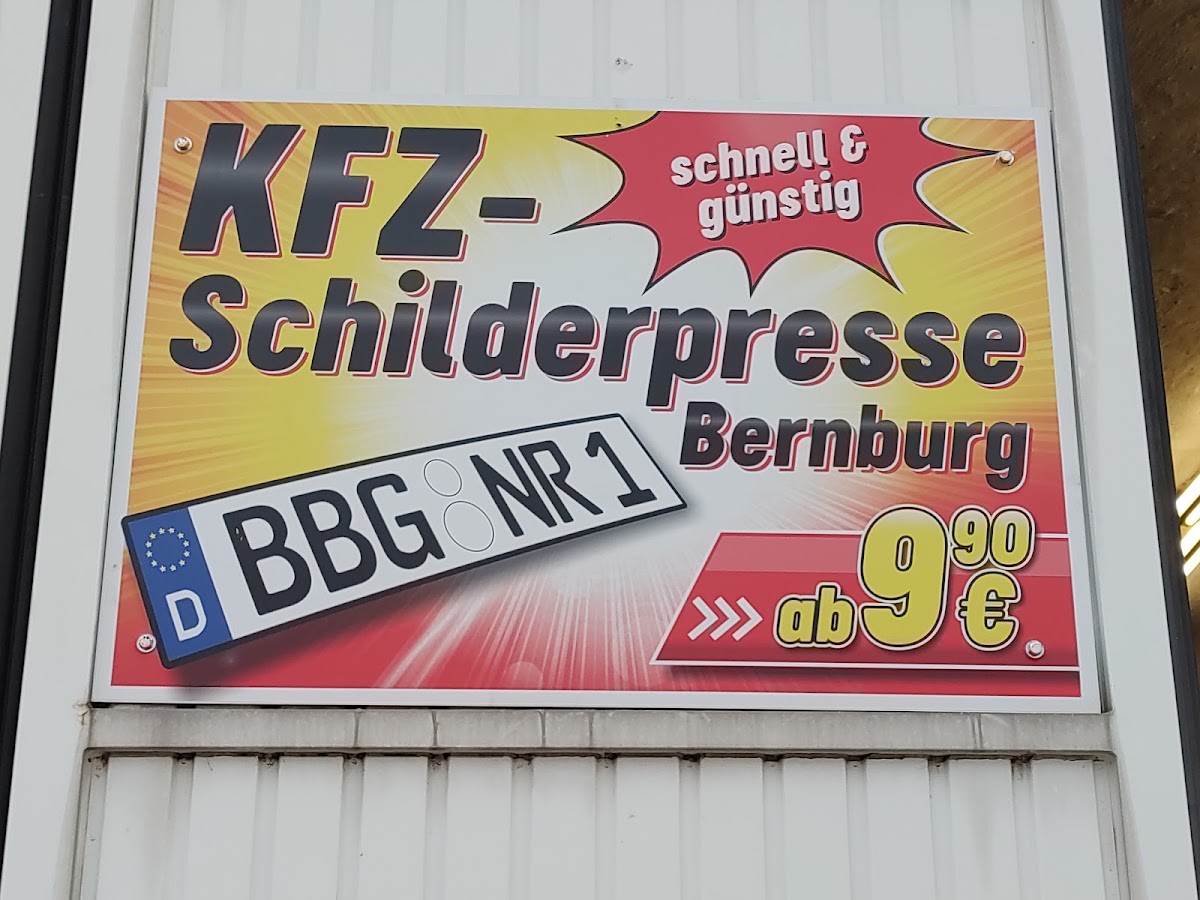 KFZ-
schnell &
günstig
Schilderpresse
Bernburg
D BBG NR 1
>>> ab 9 90 €